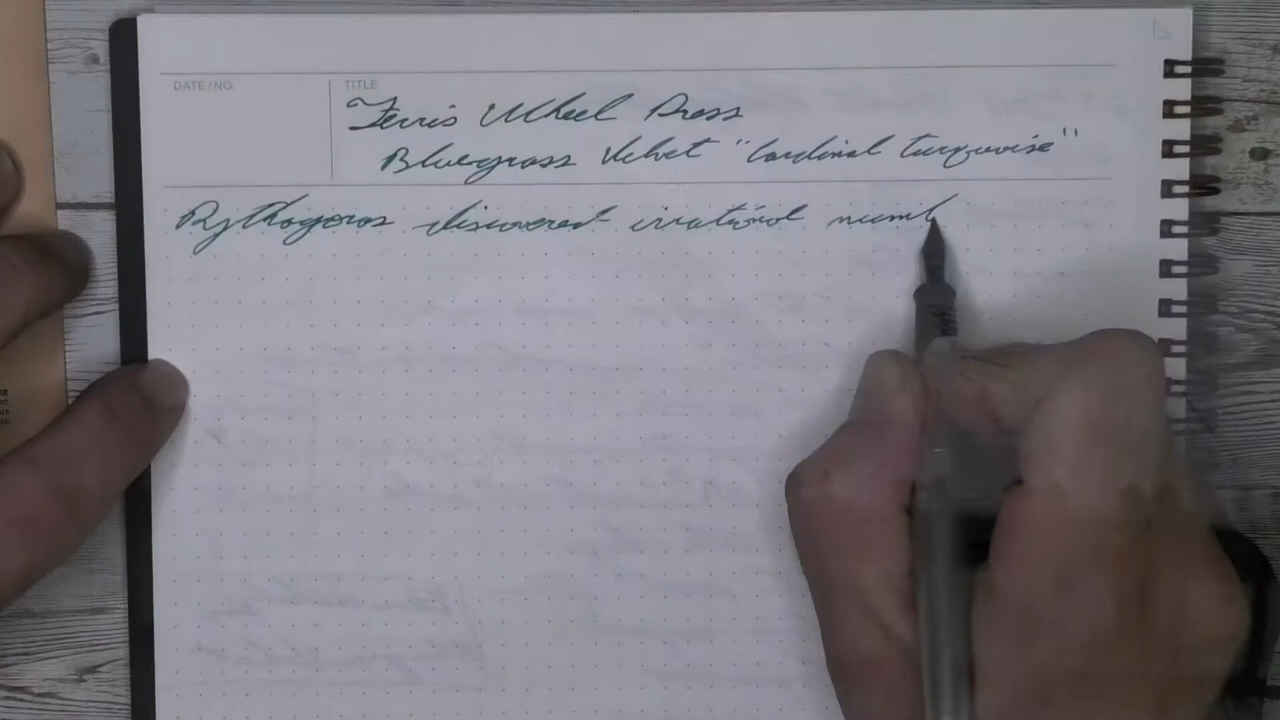 DATE/NO.
TITLE
Ferris Wheel Press
Bluegrass Velvet "Cardinal turquoise"
Pythagoras discovered irrational numb